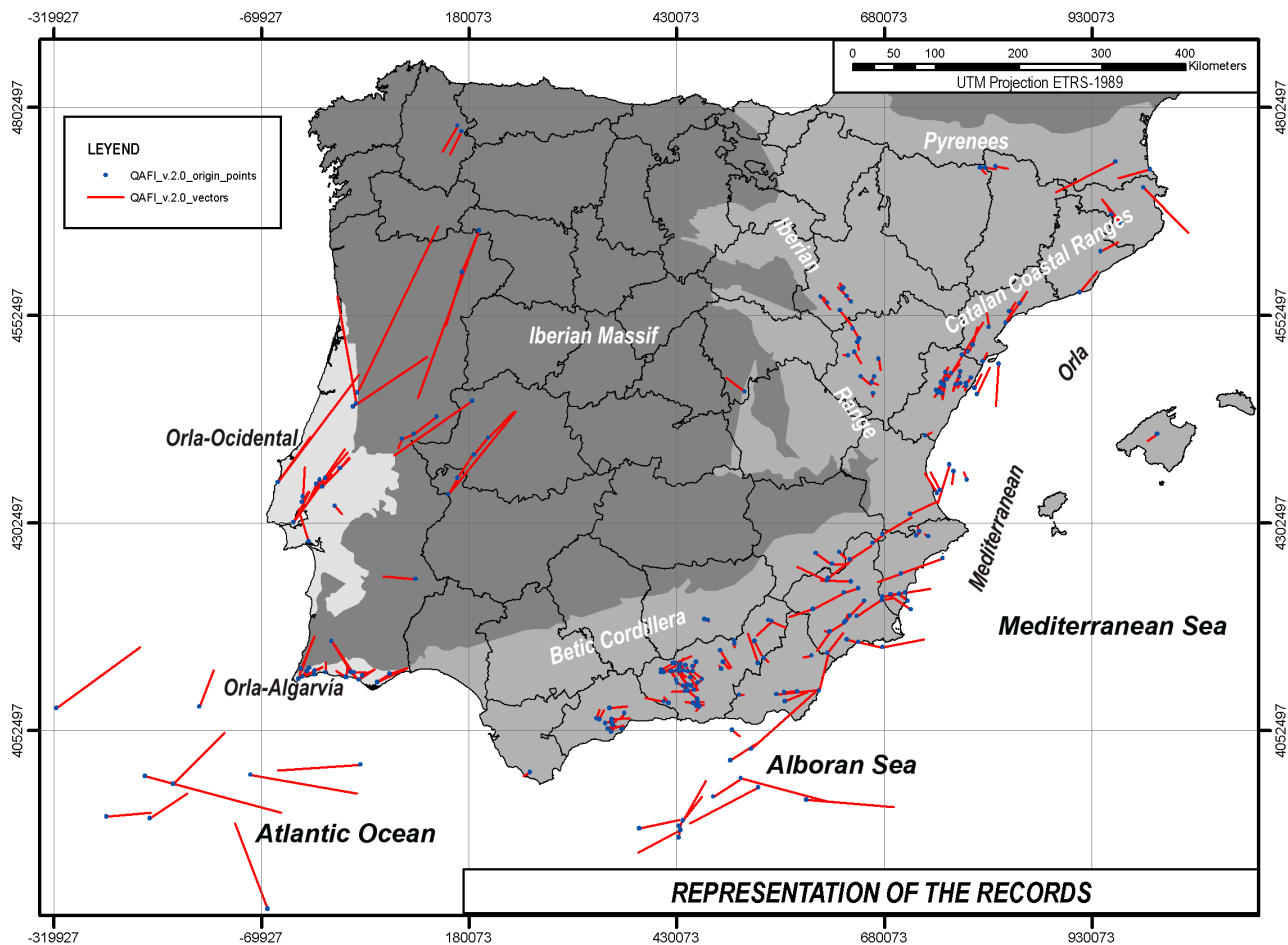 -319927 -69927 180073 430073 680073 930073
0 50 100 200 300 400
Kilometers
UTM Projection ETRS-1989
4802497 4802497
LEYEND
QAFI_v.2.0_origin_points
QAFI_v.2.0_vectors
Pyrenees
Iberian
Catalan Coastal Ranges
4552497 4552497
Iberian Massif
Orla
Range
Orla-Ocidental
Mediterranean
4302497 4302497
Mediterranean Sea
Betic Cordillera
Orla-Algarvía
4052497 4052497
Alboran Sea
Atlantic Ocean
REPRESENTATION OF THE RECORDS
-319927 -69927 180073 430073 680073 930073